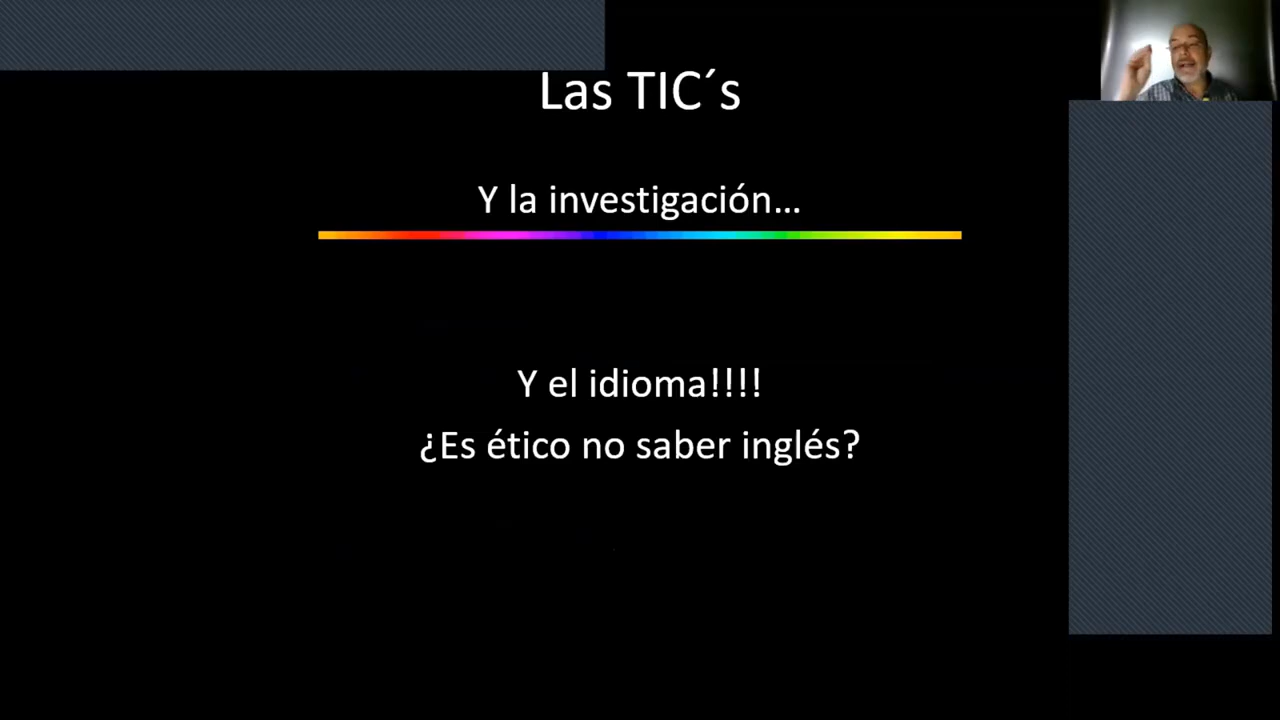 Las TIC´s
Y la investigación...
Y el idioma!!!!
¿Es ético no saber inglés?